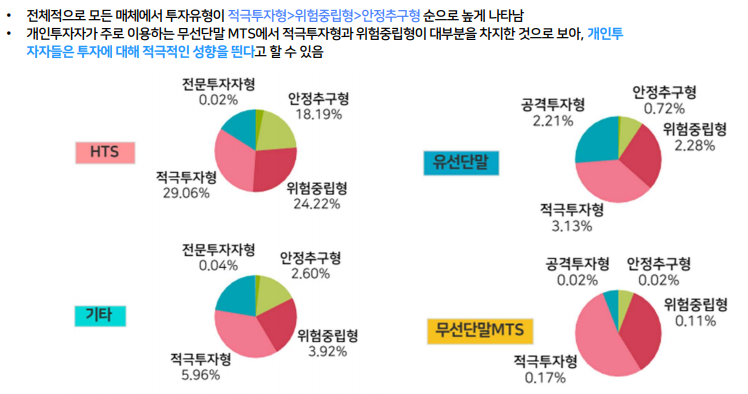 • 전체적으로 모든 매체에서 투자유형이 적극투자형>위험중립형>안정추구형 순으로 높게 나타남
• 개인투자자가 주로 이용하는 무선단말 MTS에서 적극투자형과 위험중립형이 대부분을 차지한 것으로 보아, 개인투
자자들은 투자에 대해 적극적인 성향을 띈다고 할 수 있음
HTS
전문투자자형
0.02%
안정추구형
18.19%
적극투자형
29.06%
위험중립형
24.22%
유선단말
공격투자형
2.21%
안정추구형
0.72%
위험중립형
2.28%
적극투자형
3.13%
기타
전문투자자형
0.04%
안정추구형
2.60%
위험중립형
3.92%
적극투자형
5.96%
무선단말MTS
공격투자형
0.02%
안정추구형
0.02%
위험중립형
0.11%
적극투자형
0.17%